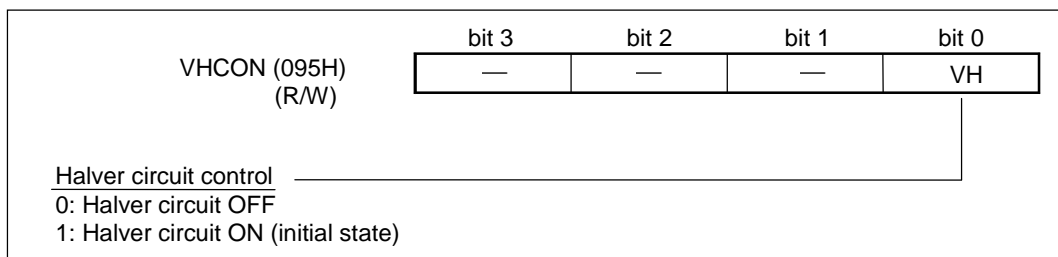 bit 3 bit 2 bit 1 bit 0
VHCON (095H) — — — VH
(R/W)
Halver circuit control
0: Halver circuit OFF
1: Halver circuit ON (initial state)